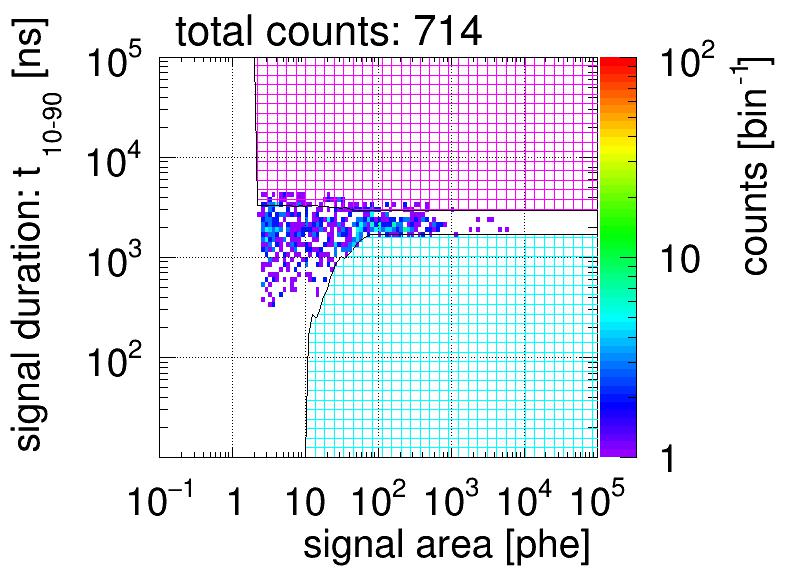 total counts: 714
signal duration: t 10-90 [ns]
10^5
10^4
10^3
10^2
10^−1 1 10 10^2 10^3 10^4 10^5
signal area [phe]
10^2
10
1
counts [bin^-1]